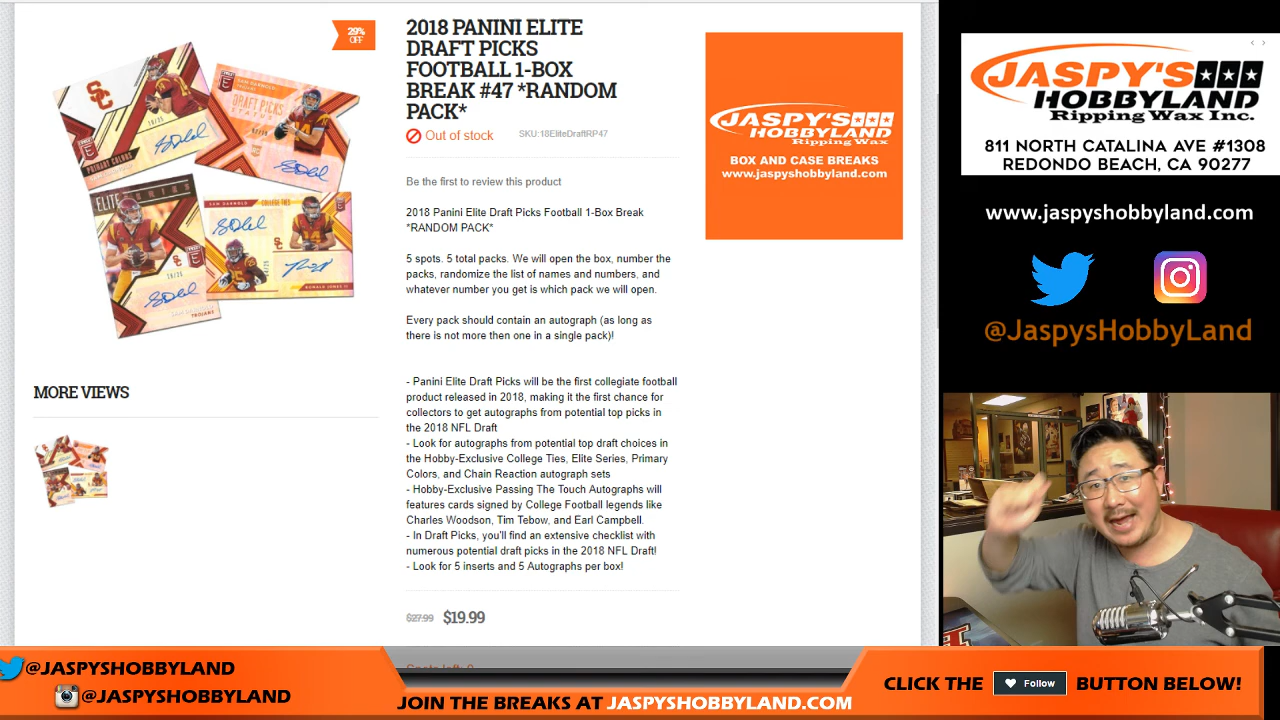 29%
OFF
2018 PANINI ELITE
DRAFT PICKS
FOOTBALL 1-BOX
BREAK #47 *RANDOM
PACK*
Out of stock
SKU:18EliteDraftRP47
Be the first to review this product
2018 Panini Elite Draft Picks Football 1-Box Break
*RANDOM PACK*
5 spots. 5 total packs. We will open the box, number the
packs, randomize the list of names and numbers, and
whatever number you get is which pack we will open.
Every pack should contain an autograph (as long as
there is not more then one in a single pack)!
- Panini Elite Draft Picks will be the first collegiate football
product released in 2018, making it the first chance for
collectors to get autographs from potential top picks in
the 2018 NFL Draft
- Look for autographs from potential top draft choices in
the Hobby-Exclusive College Ties, Elite Series, Primary
Colors, and Chain Reaction autograph sets
- Hobby-Exclusive Passing The Touch Autographs will
features cards signed by College Football legends like
Charles Woodson, Tim Tebow, and Earl Campbell.
- In Draft Picks, you'll find an extensive checklist with
numerous potential draft picks in the 2018 NFL Draft!
- Look for 5 inserts and 5 Autographs per box!
$27.99 $19.99
MORE VIEWS
JASPY'S
HOBBYLAND
Ripping Wax
BOX AND CASE BREAKS
www.jaspyshobbyland.com
JASPY'S
HOBBYLAND
Ripping Wax Inc.
811 NORTH CATALINA AVE #1308
REDONDO BEACH, CA 90277
www.jaspyshobbyland.com
@JaspysHobbyLand
@JASPYSHOBBYLAND
@JASPYSHOBBYLAND
JOIN THE BREAKS AT JASPYSHOBBYLAND.COM
CLICK THE Follow BUTTON BELOW!